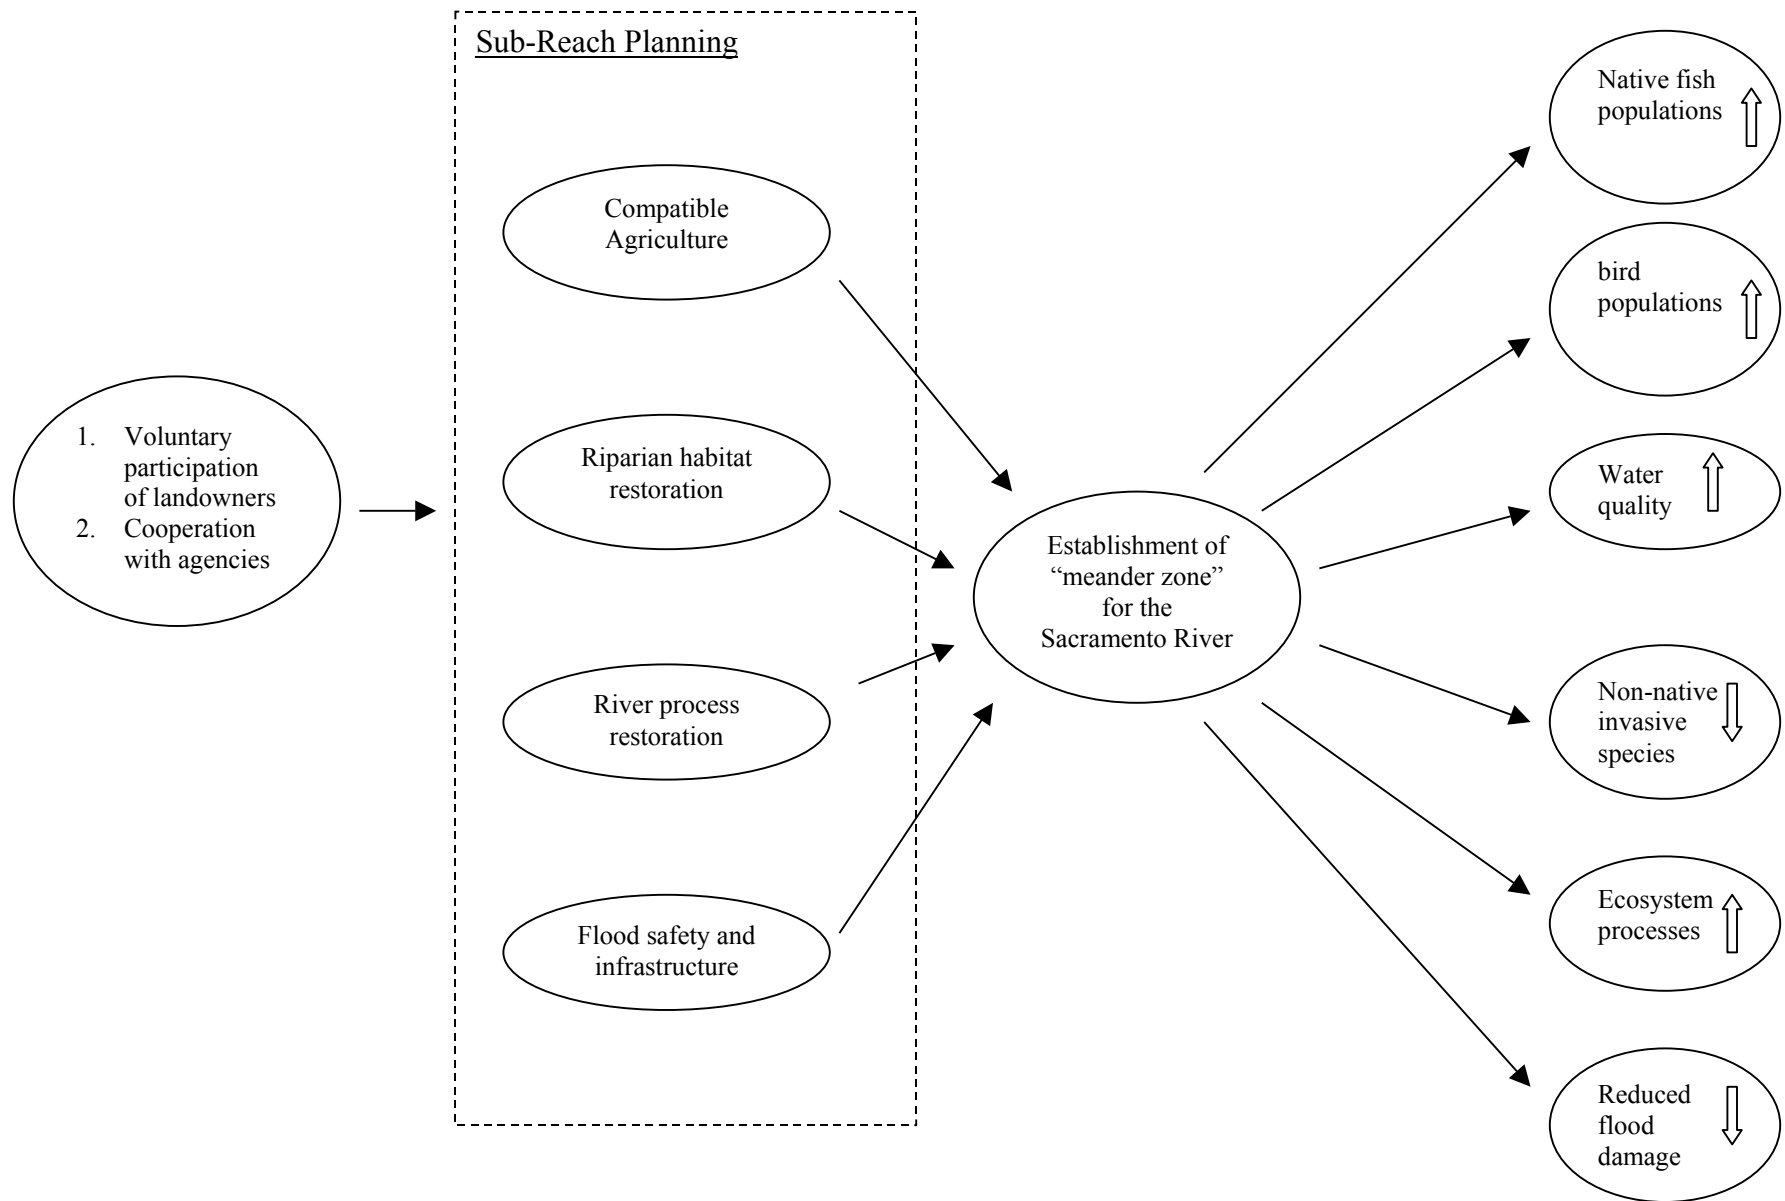 Sub-Reach Planning
1. Voluntary
participation
of landowners
2. Cooperation
with agencies
Compatible
Agriculture
Riparian habitat
restoration
River process
restoration
Flood safety and
infrastructure
Establishment of
“meander zone”
for the
Sacramento River
Native fish
populations
bird
populations
Water
quality
Non-native
invasive
species
Ecosystem
processes
Reduced
flood
damage